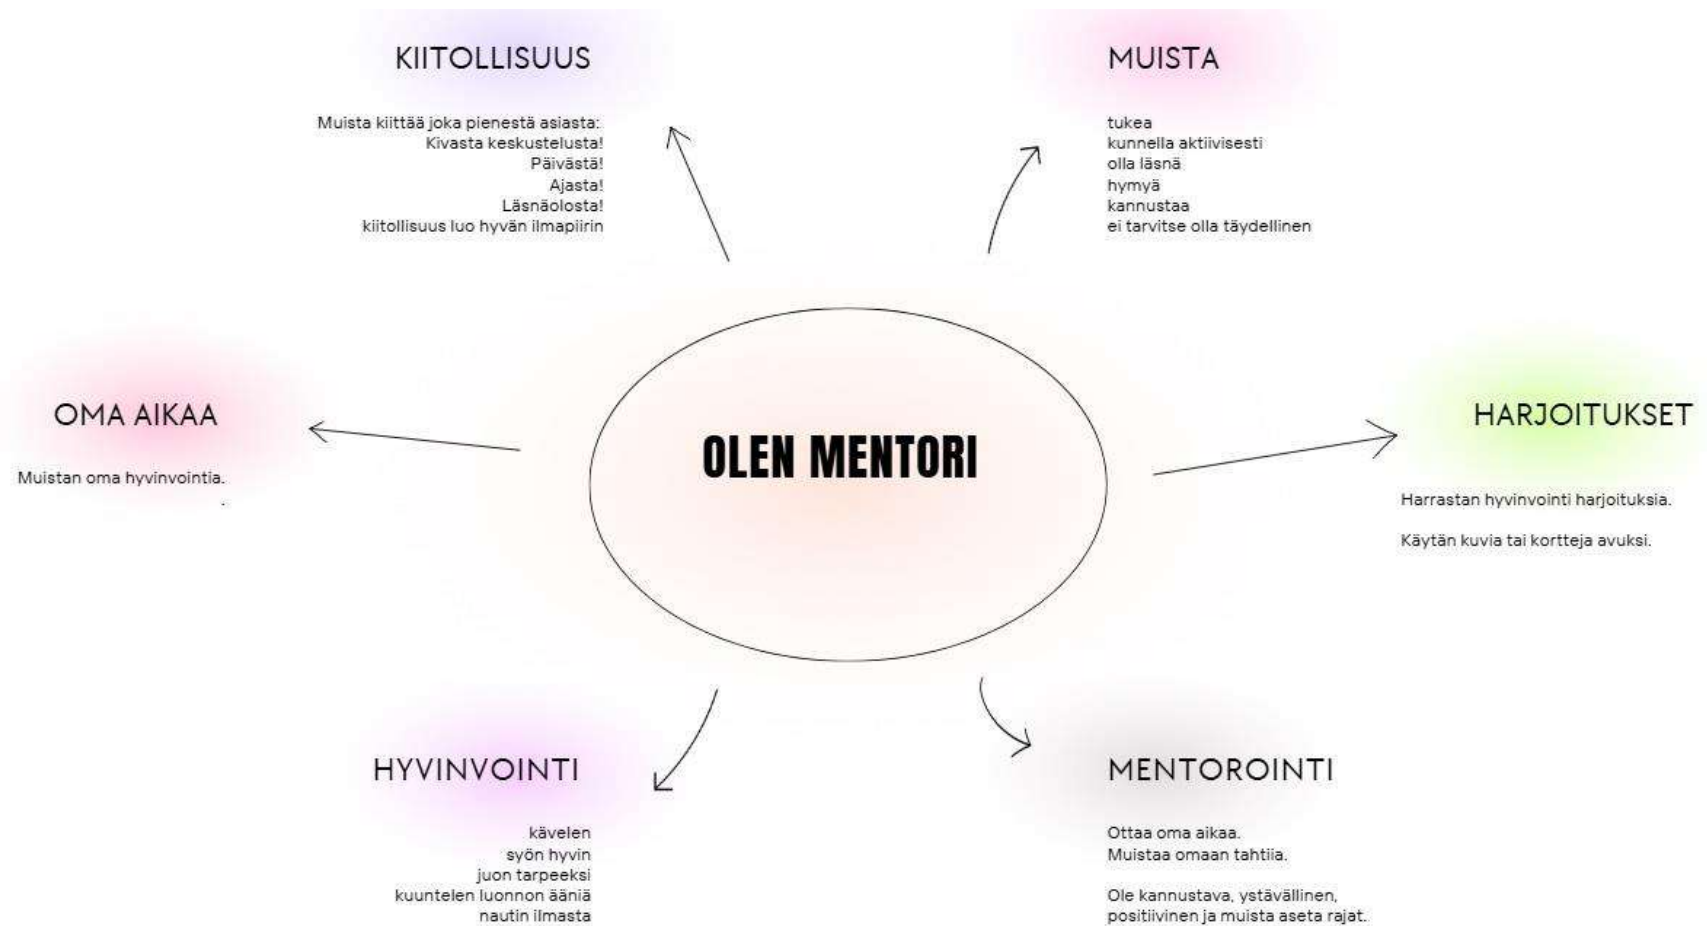 KIITOLLISUUS
Muista kiittää joka pienestä asiasta:
Kivasta keskustelusta!
Päivästä!
Ajasta!
Läsnäolosta!
kiitollisuus luo hyvän ilmapiirin
MUISTA
tukea
kunnella aktiivisesti
olla läsnä
hymyä
kannustaa
ei tarvitse olla täydellinen
OMA AIKAA
Muistan oma hyvinvointia.
.
OLEN MENTORI
HARJOITUKSET
Harrastan hyvinvointi harjoituksia.
Käytän kuvia tai kortteja avuksi.
HYVINVOINTI
kävelen
syön hyvin
juon tarpeeksi
kuuntelen luonnon ääniä
nautin ilmasta
MENTOROINTI
Ottaa oma aikaa.
Muistaa omaan tahtiia.
Ole kannustava, ystävällinen,
positiivinen ja muista aseta rajat.